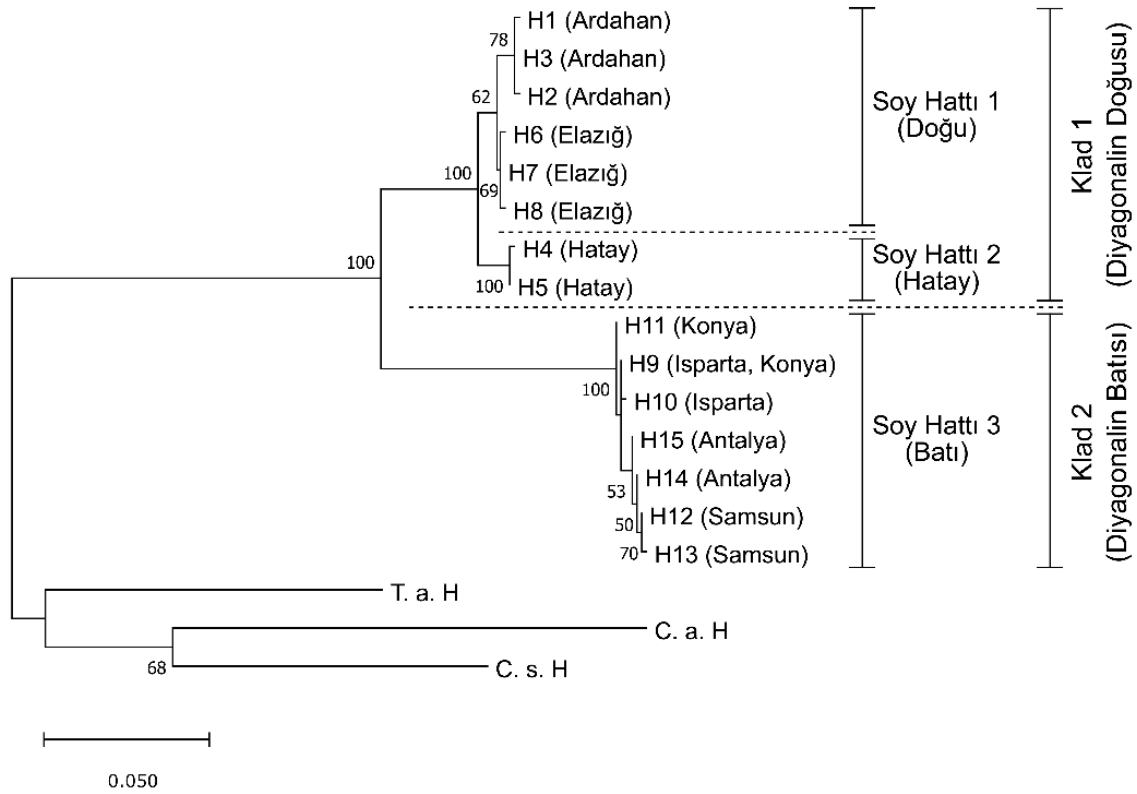 H1 (Ardahan)
78
H3 (Ardahan)
H2 (Ardahan)
62
H6 (Elazığ)
H7 (Elazığ)
100
69
H8 (Elazığ)
Soy Hattı 1
(Doğu)
H4 (Hatay)
100
H5 (Hatay)
100
Soy Hattı 2
(Hatay)
Klad 1
(Diyagonalin Doğusu)
H11 (Konya)
H9 (Isparta, Konya)
100
H10 (Isparta)
H15 (Antalya)
H14 (Antalya)
53
H12 (Samsun)
50
H13 (Samsun)
70
Soy Hattı 3
(Batı)
Klad 2
(Diyagonalin Batısı)
T. a. H
C. a. H
68
C. s. H
0.050